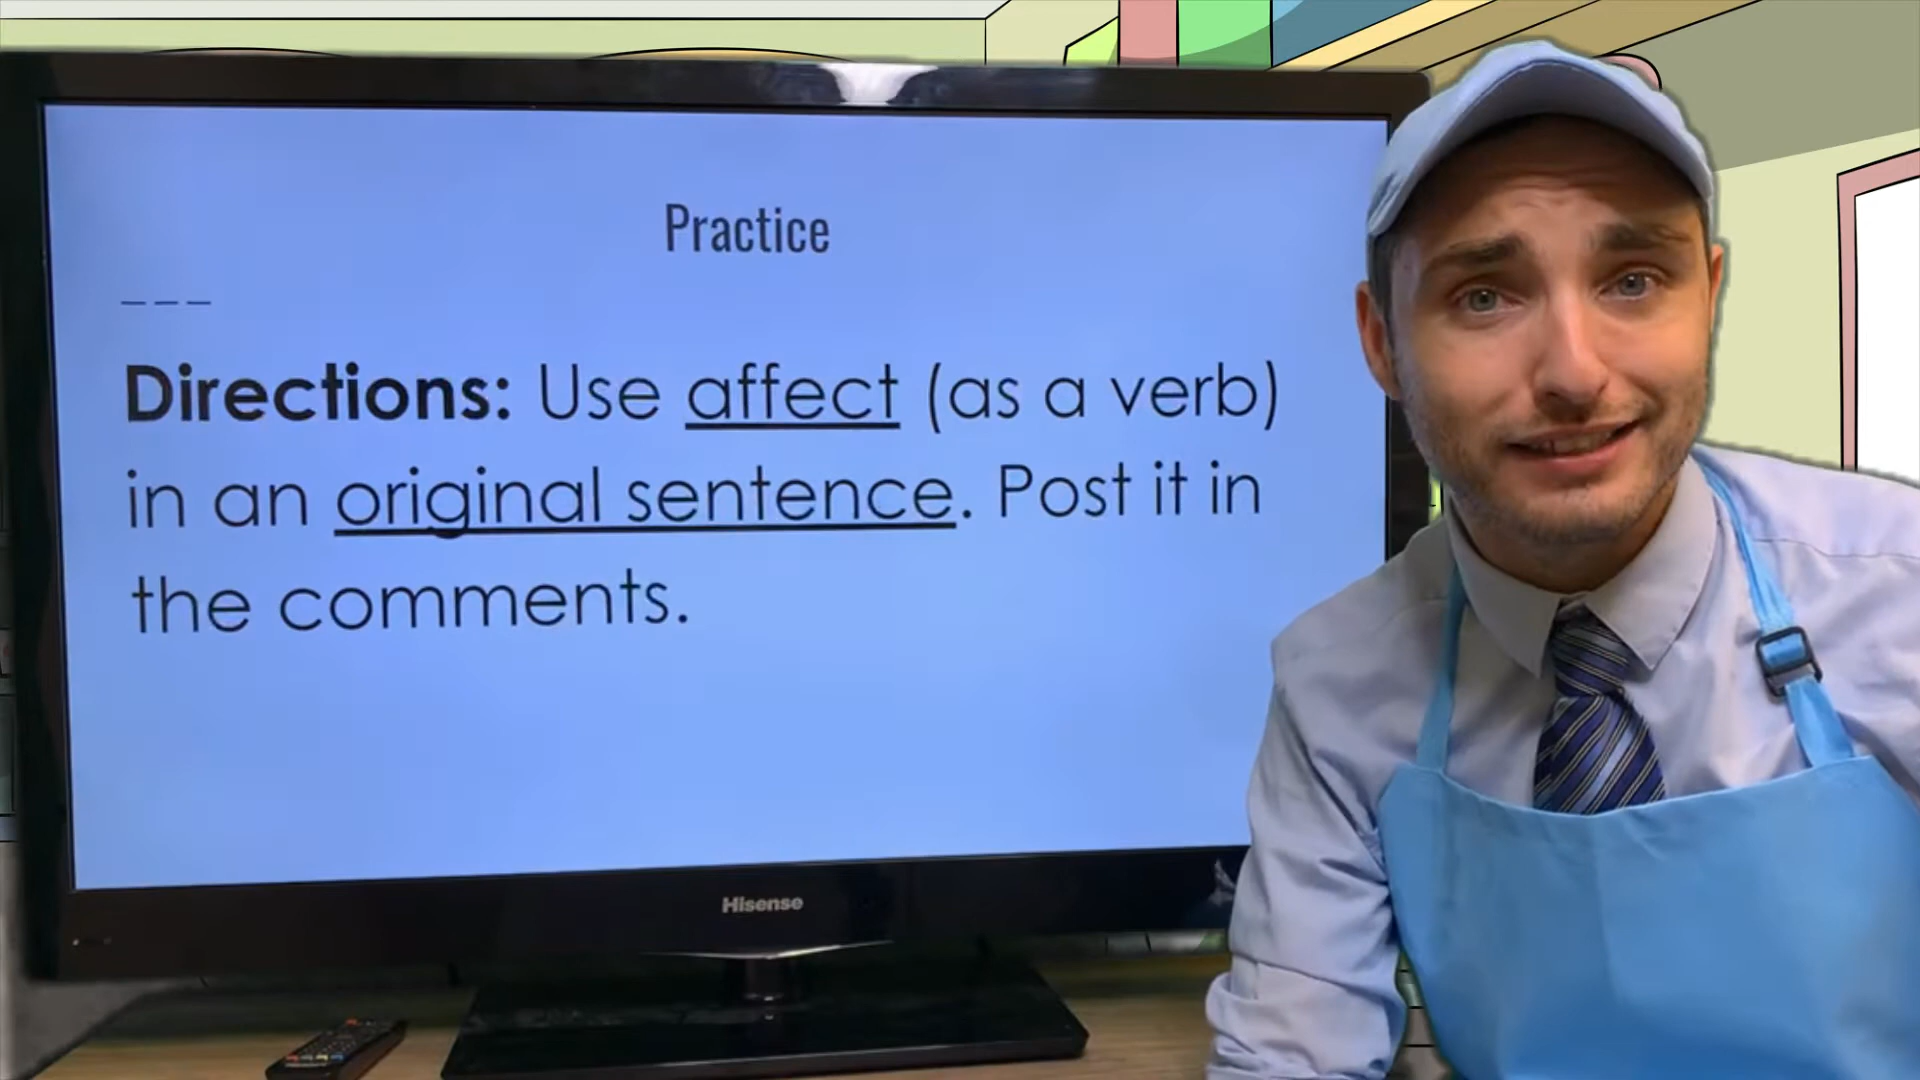 Practice
---
Directions: Use affect (as a verb)
in an original sentence. Post it in
the comments.
Hisense